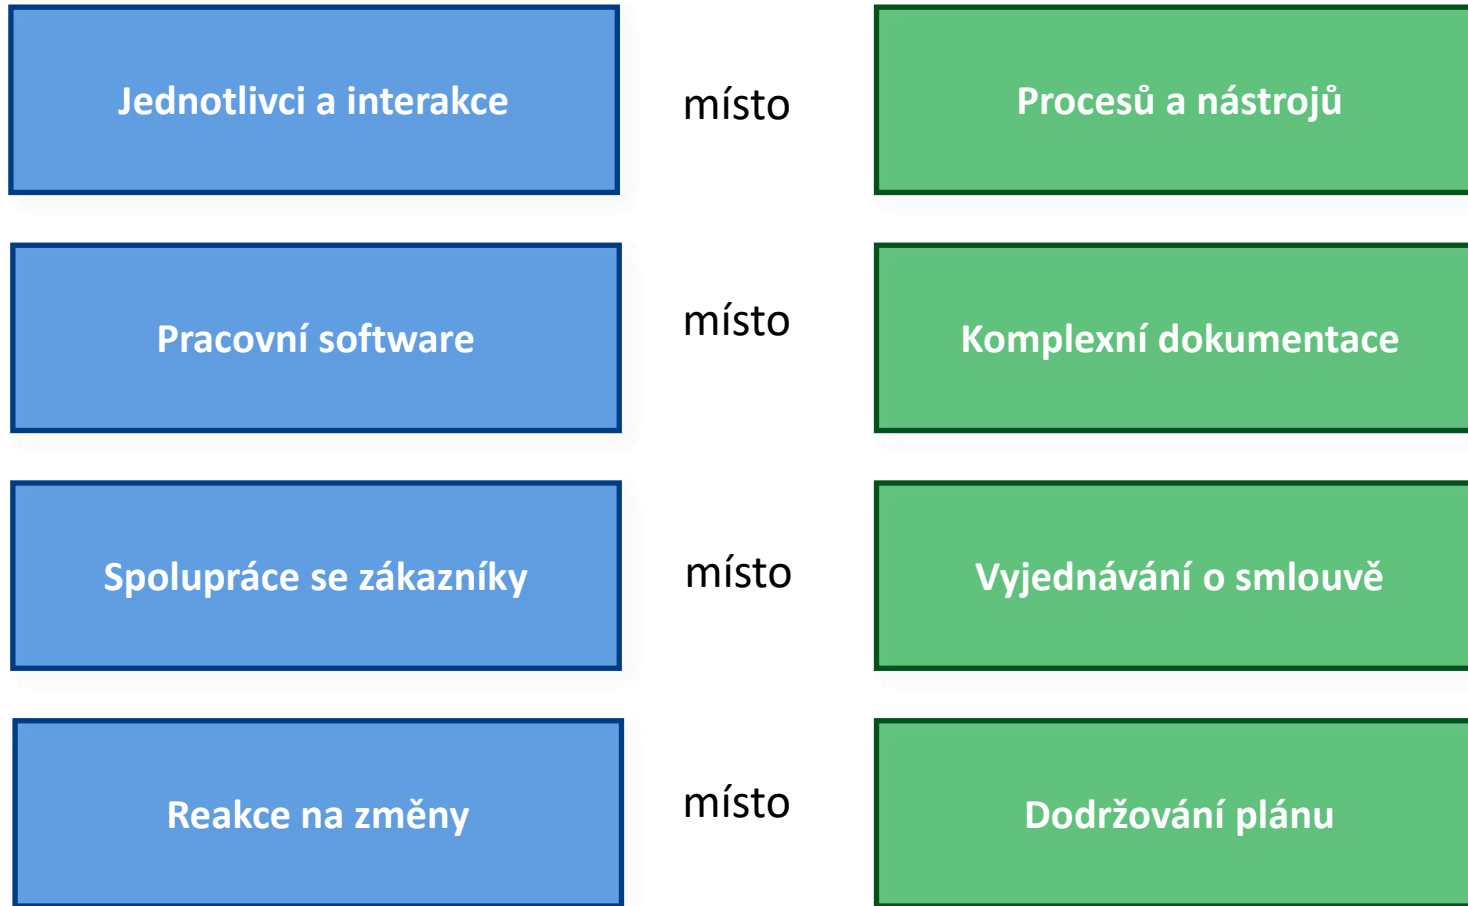 Jednotlivci a interakce
místo
Procesů a nástrojů
Pracovní software
místo
Komplexní dokumentace
Spolupráce se zákazníky
místo
Vyjednávání o smlouvě
Reakce na změny
místo
Dodržování plánu